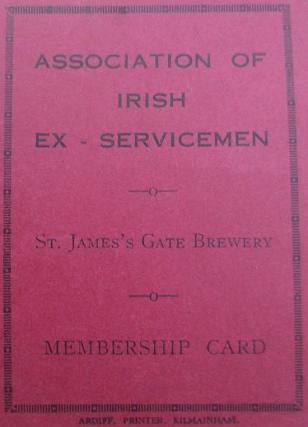 ASSOCIATION OF
IRISH
EX - SERVICEMEN
St. James's Gate Brewery
MEMBERSHIP CARD
ARDIFF, PRINTER, KILMAINHAM.